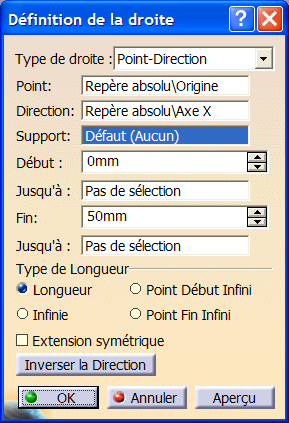 Définition de la droite
Type de droite : Point-Direction
Point: Repère absolu\Origine
Direction: Repère absolu\Axe X
Support: Défaut (Aucun)
Début : 0mm
Jusqu'à : Pas de sélection
Fin: 50mm
Jusqu'à : Pas de sélection
Type de Longueur
Longueur Point Début Infini
Infinie Point Fin Infini
Extension symétrique
Inverser la Direction
OK Annuler Aperçu